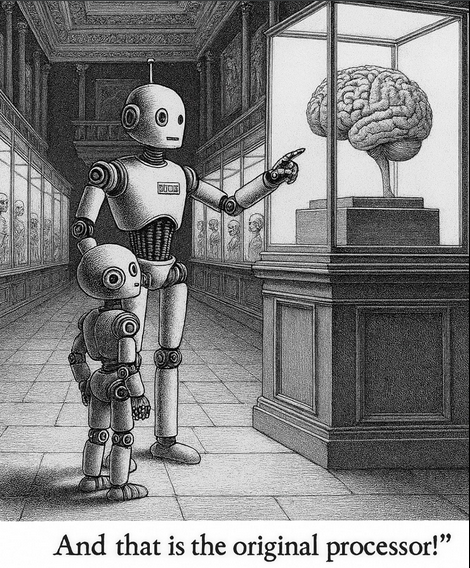 And that is the original processor!”